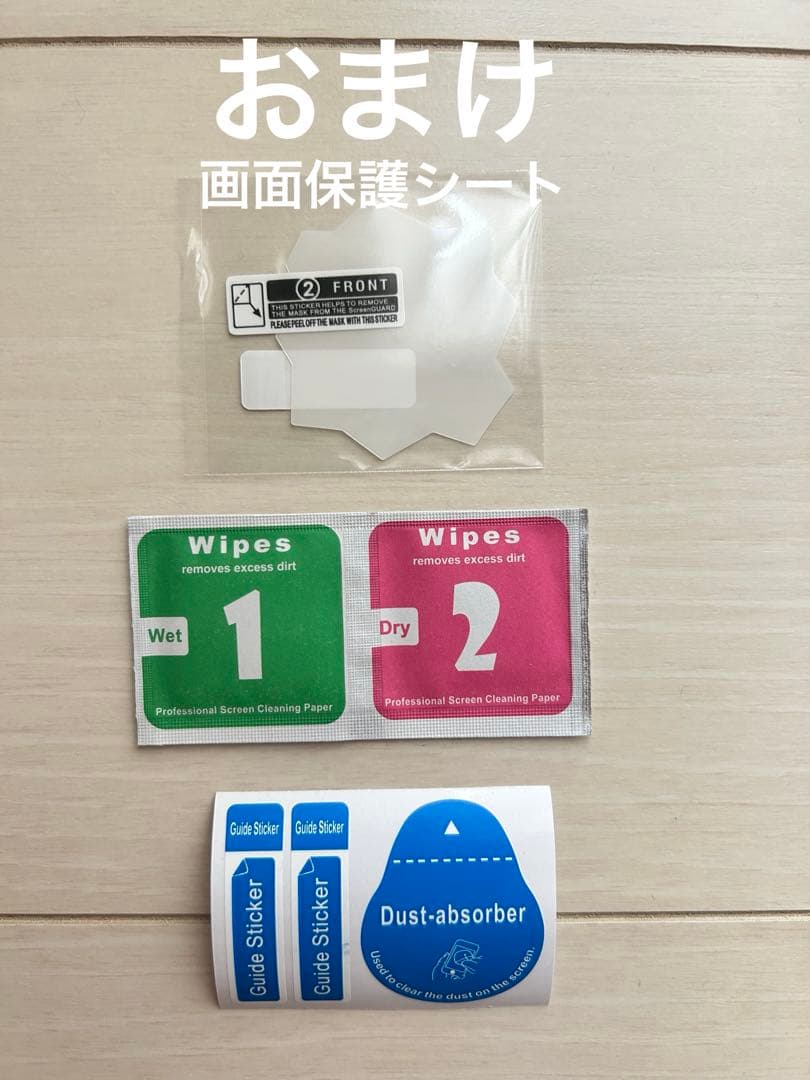 おまけ
画面保護シート
② FRONT
THIS STICKER HELPS TO REMOVE
THE MASK FROM THE ScreenGUARD
PLEASE PEEL OFF THE MASK WITH THIS STICKER
Wipes
removes excess dirt
Wet
1
Professional Screen Cleaning Paper
Wipes
removes excess dirt
Dry
2
Professional Screen Cleaning Paper
Guide Sticker
Guide Sticker
Guide Sticker
Guide Sticker
Dust-absorber
Used to clear the dust on the screen.